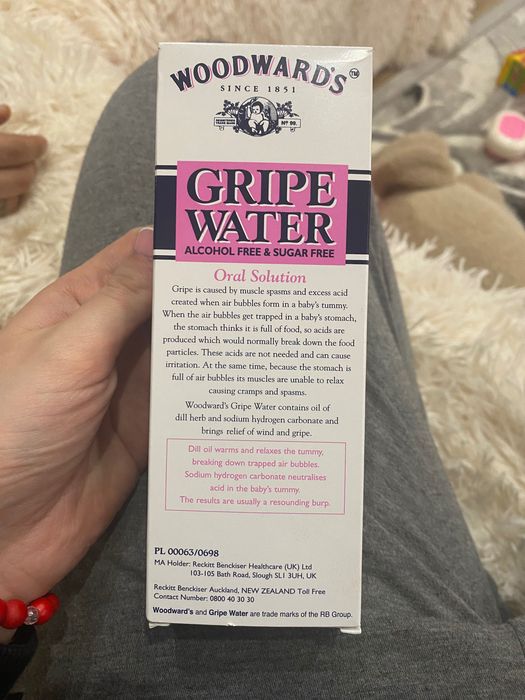 WOODWARD'S™
SINCE 1851
REGISTERED TRADE MARK Nº 99.
GRIPE
WATER
ALCOHOL FREE & SUGAR FREE
Oral Solution
Gripe is caused by muscle spasms and excess acid
created when air bubbles form in a baby's tummy.
When the air bubbles get trapped in a baby's stomach,
the stomach thinks it is full of food, so acids are
produced which would normally break down the food
particles. These acids are not needed and can cause
irritation. At the same time, because the stomach is
full of air bubbles its muscles are unable to relax
causing cramps and spasms.
Woodward's Gripe Water contains oil of
dill herb and sodium hydrogen carbonate and
brings relief of wind and gripe.
Dill oil warms and relaxes the tummy,
breaking down trapped air bubbles.
Sodium hydrogen carbonate neutralises
acid in the baby's tummy.
The results are usually a resounding burp.
PL 00063/0698
MA Holder: Reckitt Benckiser Healthcare (UK) Ltd
103-105 Bath Road, Slough SL1 3UH, UK
Reckitt Benckiser Auckland, NEW ZEALAND Toll Free
Contact Number: 0800 40 30 30
Woodward's and Gripe Water are trade marks of the RB Group.